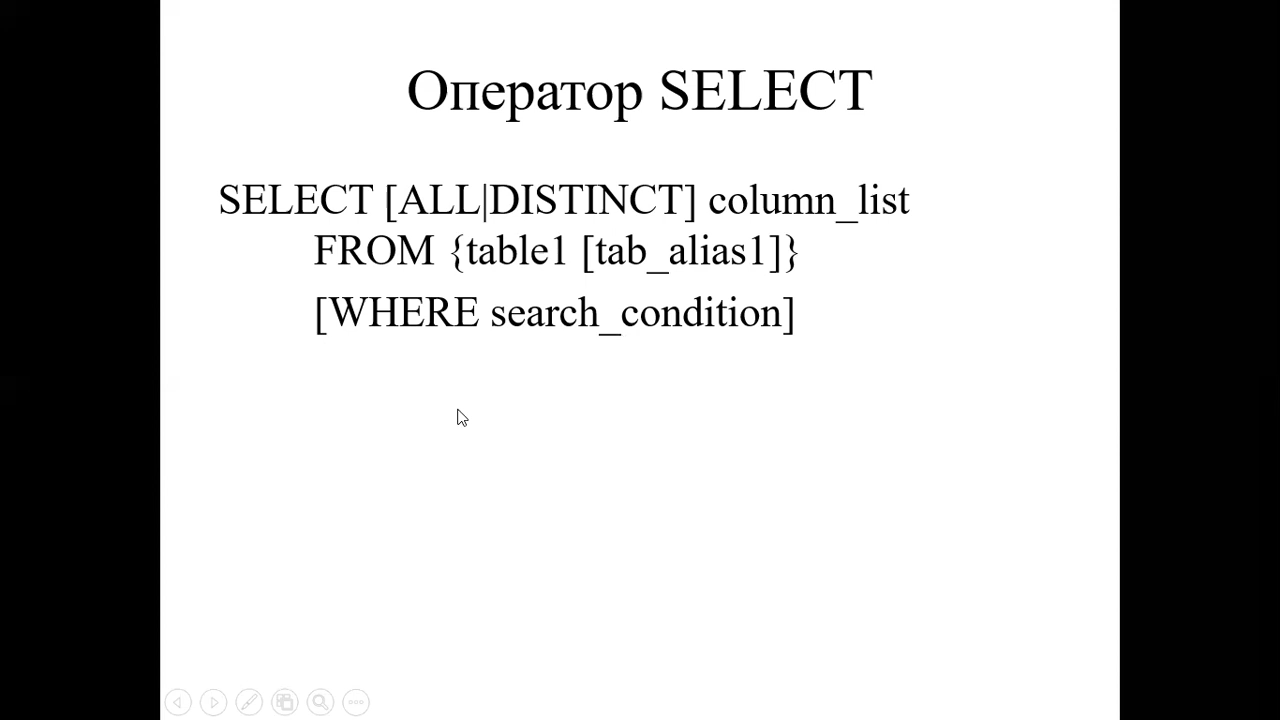 Оператор SELECT
SELECT [ALL|DISTINCT] column_list
FROM {table1 [tab_alias1]}
[WHERE search_condition]